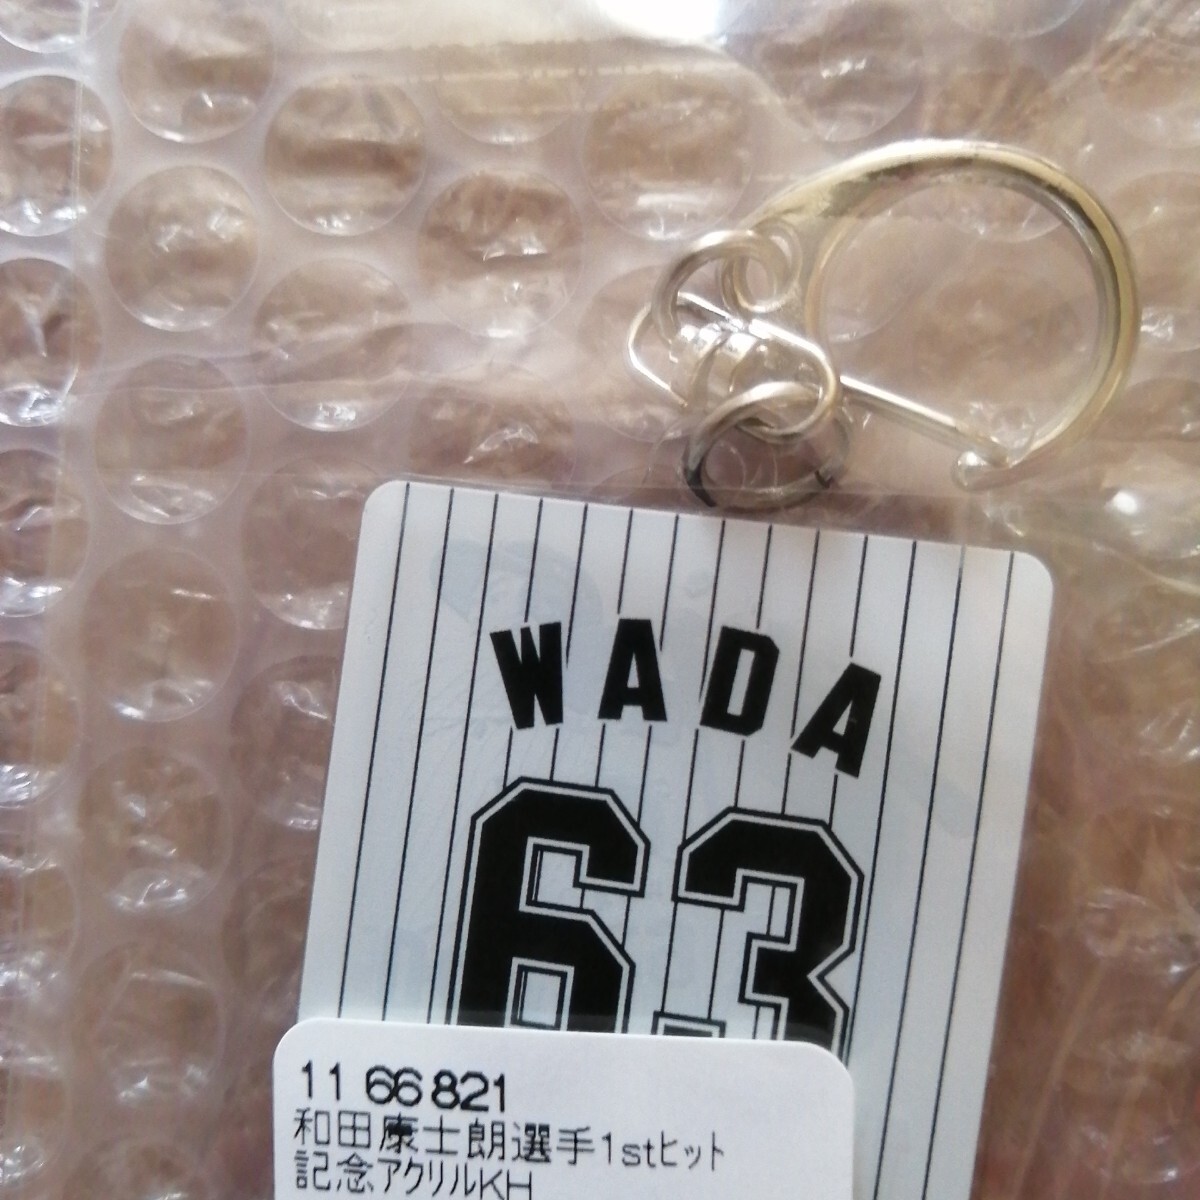 WADA
63
11 66 821
和田康士朗選手1stヒット
記念アクリルKH